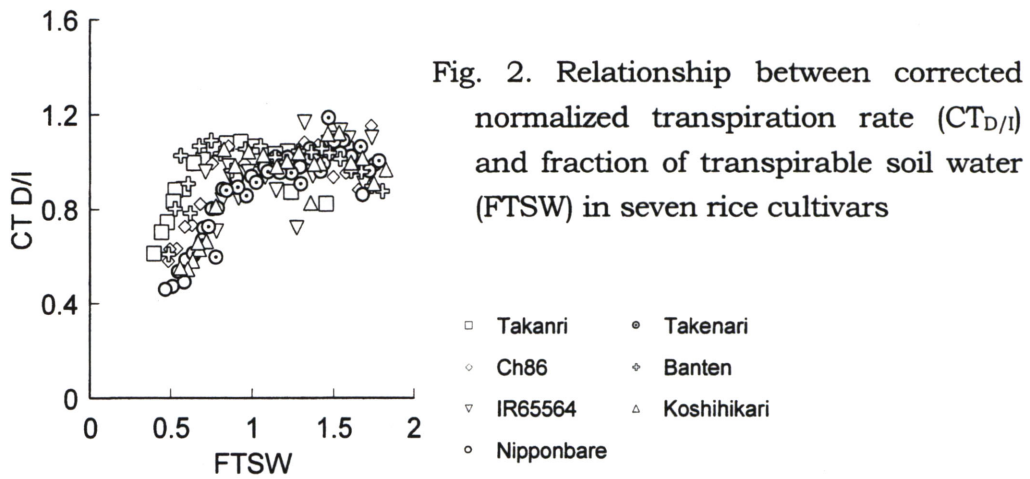 1.6
1.2
0.8
0.4
0
CT D/I
0 0.5 1 1.5 2
FTSW
Fig. 2. Relationship between corrected
normalized transpiration rate (CTD/I)
and fraction of transpirable soil water
(FTSW) in seven rice cultivars
Takanri
Takenari
Ch86
Banten
IR65564
Koshihikari
Nipponbare